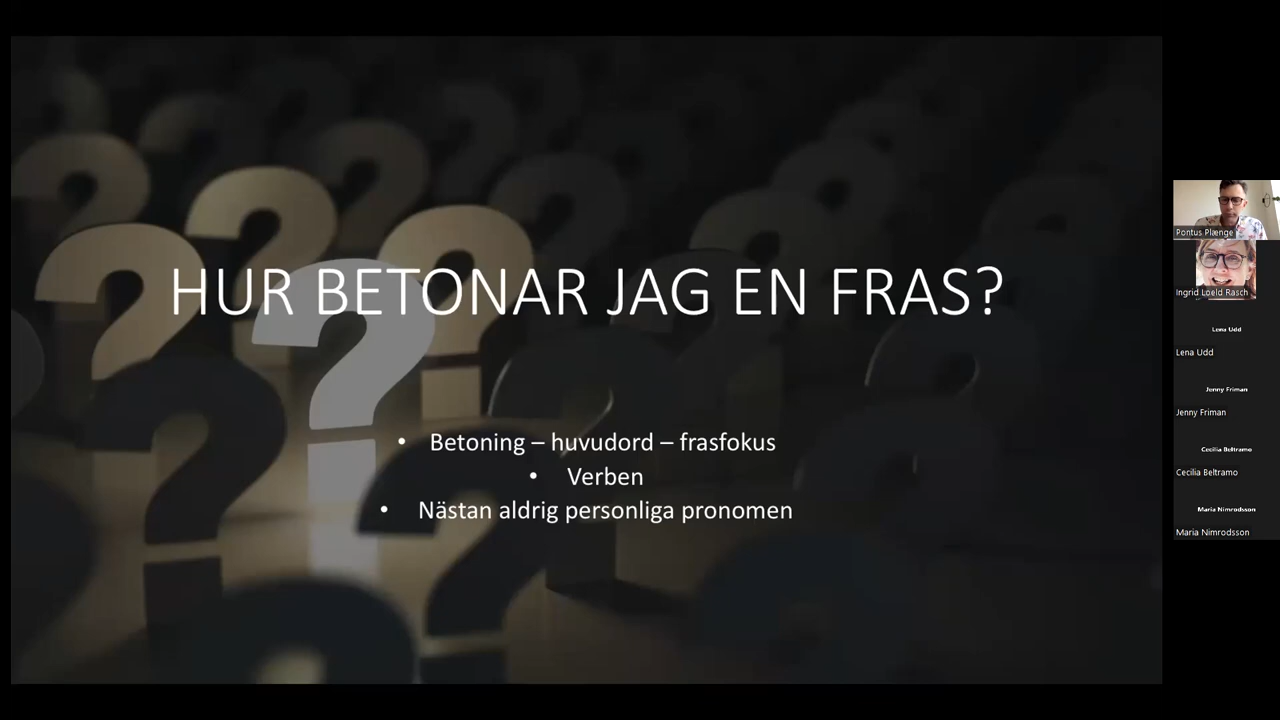 HUR BETONAR JAG EN FRAS?
• Betoning – huvudord – frasfokus
• Verben
• Nästan aldrig personliga pronomen
Pontus Plænge
Ingrid Loeld Rasch
Lena Udd
Lena Udd
Jenny Friman
Jenny Friman
Cecilia Beltramo
Cecilia Beltramo
Maria Nimrodsson
Maria Nimrodsson